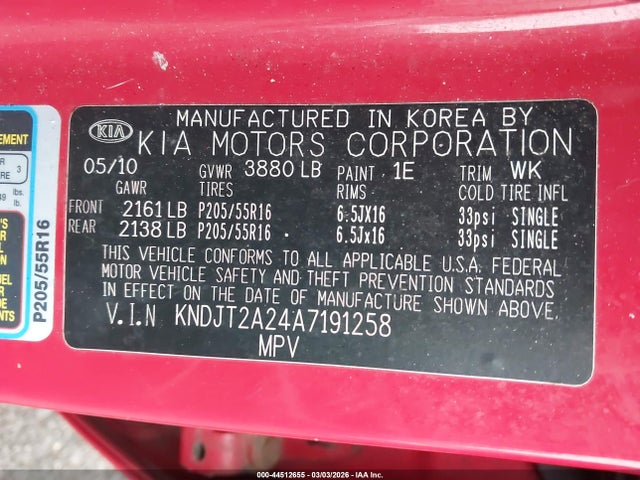 MANUFACTURED IN KOREA BY
KIA KIA MOTORS CORPORATION
05/10 GVWR 3880 LB PAINT 1E TRIM WK
GAWR TIRES RIMS COLD TIRE INFL
FRONT 2161 LB P205/55R16 6.5JX16 33psi SINGLE
REAR 2138 LB P205/55R16 . 6.5Jx16 33psi SINGLE
THIS VEHICLE CONFORMS TO ALL APPLICABLE U.S.A. FEDERAL
MOTOR VEHICLE SAFETY AND THEFT PREVENTION STANDARDS
IN EFFECT ON THE DATE OF MANUFACTURE SHOWN ABOVE.
V.I.N KNDJT2A24A7191258
MPV
P205/55R16
000-44512655 - 03/03/2026 - IAA Inc.